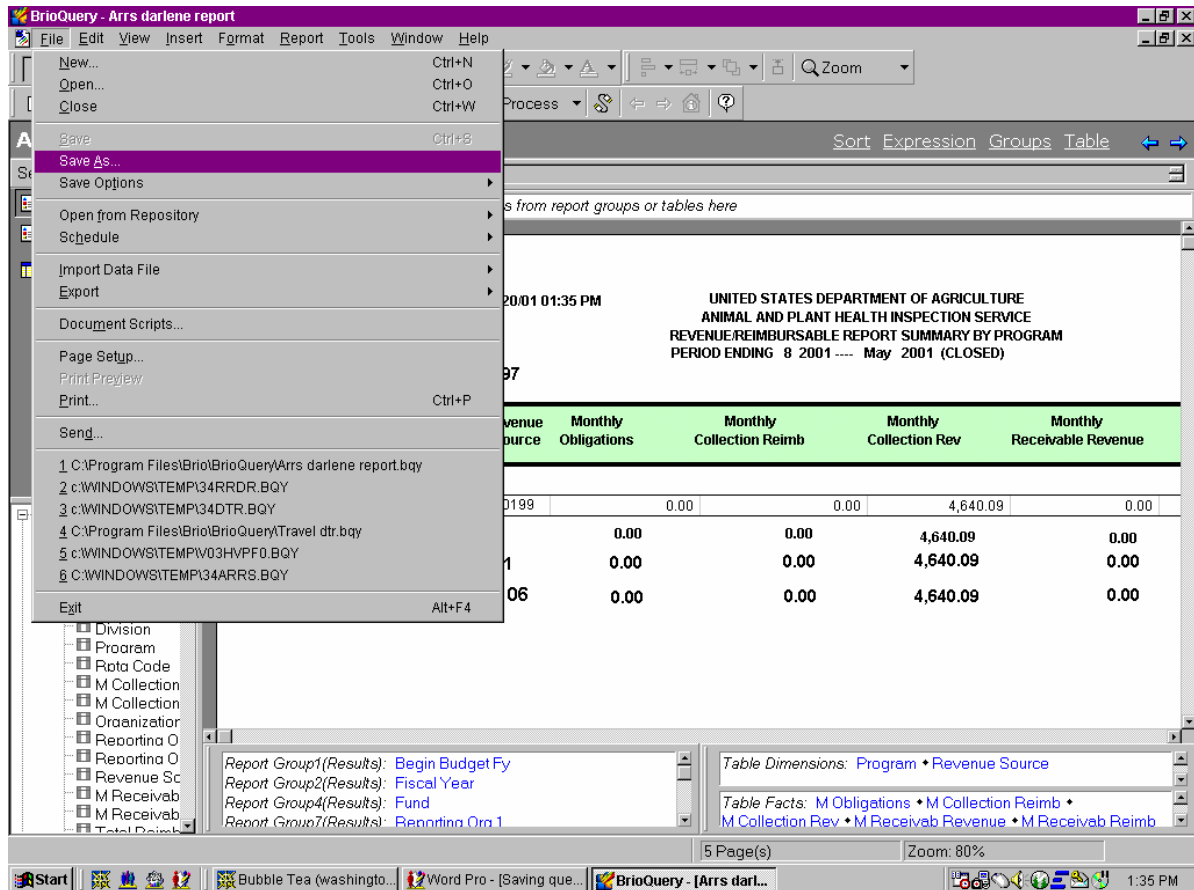 BrioQuery - Arrs darlene report
File Edit View Insert Format Report Tools Window Help
New... Ctrl+N
Open... Ctrl+O
Close Ctrl+W
Save Ctrl+S
Save As...
Save Options
Open from Repository
Schedule
Import Data File
Export
Document Scripts...
Page Setup...
Print Preview
Print... Ctrl+P
Send...
1 C:\Program Files\Brio\BrioQuery\Arrs darlene report.bqy
2 c:\WINDOWS\TEMP\34RRDR.BQY
3 c:\WINDOWS\TEMP\34DTR.BQY
4 C:\Program Files\Brio\BrioQuery\Travel dtr.bqy
5 c:\WINDOWS\TEMP\V03HVPF0.BQY
6 C:\WINDOWS\TEMP\34ARRS.BQY
Exit Alt+F4
Zoom
Process
Sort Expression Groups Table
s from report groups or tables here
20/01 01:35 PM
UNITED STATES DEPARTMENT OF AGRICULTURE
ANIMAL AND PLANT HEALTH INSPECTION SERVICE
REVENUE/REIMBURSABLE REPORT SUMMARY BY PROGRAM
PERIOD ENDING 8 2001 ---- May 2001 (CLOSED)
97
venue Monthly Monthly Monthly Monthly
ource Obligations Collection Reimb Collection Rev Receivable Revenue
0199 0.00 0.00 4,640.09 0.00
0.00 0.00 4,640.09 0.00
1 0.00 0.00 4,640.09 0.00
06 0.00 0.00 4,640.09 0.00
Division
Program
Rptg Code
M Collection
M Collection
Organization
Reporting O
Reporting O
Revenue So
M Receivab
M Receivab
Total Reimb
Report Group1(Results): Begin Budget Fy
Report Group2(Results): Fiscal Year
Report Group4(Results): Fund
Report Group7(Results): Reporting Org 1
Table Dimensions: Program Revenue Source
Table Facts: M Obligations M Collection Reimb
M Collection Rev M Receivab Revenue M Receivab Reimb
5 Page(s) Zoom: 80%
Start Bubble Tea (washingto... Word Pro - [Saving que... BrioQuery - [Arrs darl... 1:35 PM